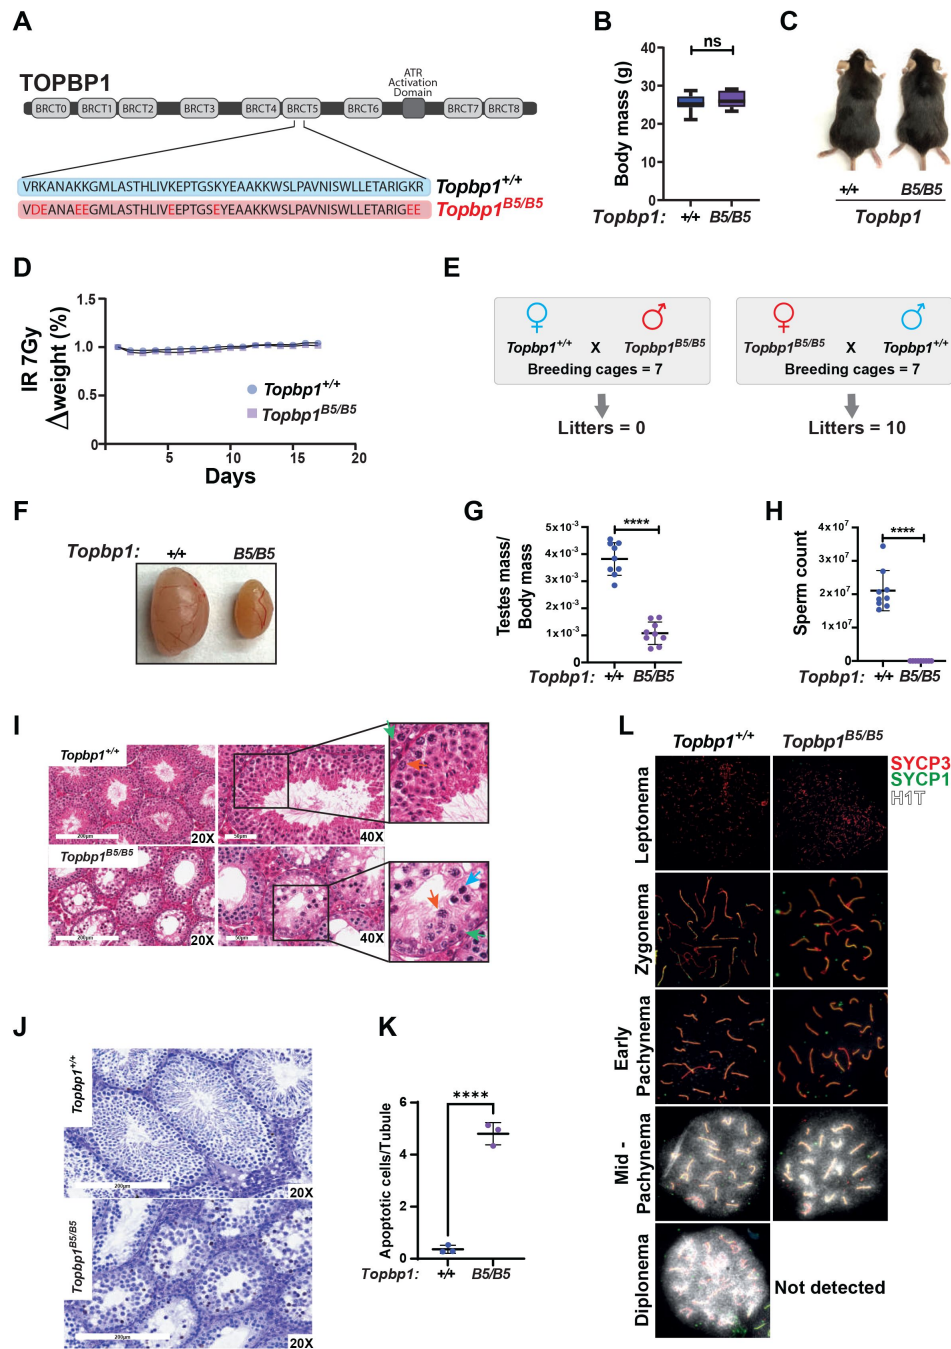 A
TOPBP1
ATR
Activation
Domain
BRCT0 BRCT1 BRCT2 BRCT3 BRCT4 BRCT5 BRCT6 BRCT7 BRCT8
VRKANAKKGMLASTHLIVKEPTGSKYEAAKKWSLPAVNISWLLETARIGKR Topbp1+/+
VDEANAEEGMLASTHLIVEEPTGSEYEAAKKWSLPAVNISWLLETARIGEE Topbp1B5/B5
B
Body mass (g)
40
30
20
10
0
ns
Topbp1: +/+ B5/B5
C
+/+ B5/B5
Topbp1
D
IR 7Gy
Δweight (%)
1.5
1.0
0.5
0
5 10 15 20
Days
Topbp1+/+
Topbp1B5/B5
E
♀ ♂
Topbp1+/+ X Topbp1B5/B5
Breeding cages = 7
Litters = 0
♀ ♂
Topbp1B5/B5 X Topbp1+/+
Breeding cages = 7
Litters = 10
F
Topbp1: +/+ B5/B5
G
Testes mass/
Body mass
5x10-3
4x10-3
3x10-3
2x10-3
1x10-3
0
****
Topbp1: +/+ B5/B5
H
Sperm count
4x107
3x107
2x107
1x107
0
****
Topbp1: +/+ B5/B5
I
Topbp1+/+
200µm
20X
50µm
40X
Topbp1B5/B5
200µm
20X
50µm
40X
J
Topbp1+/+
200µm
20X
Topbp1B5/B5
200µm
20X
K
Apoptotic cells/Tubule
6
4
2
0
****
Topbp1: +/+ B5/B5
L
Topbp1+/+ Topbp1B5/B5
SYCP3
SYCP1
H1T
Leptonema
Zygonema
Early
Pachynema
Mid -
Pachynema
Diplonema
Not detected